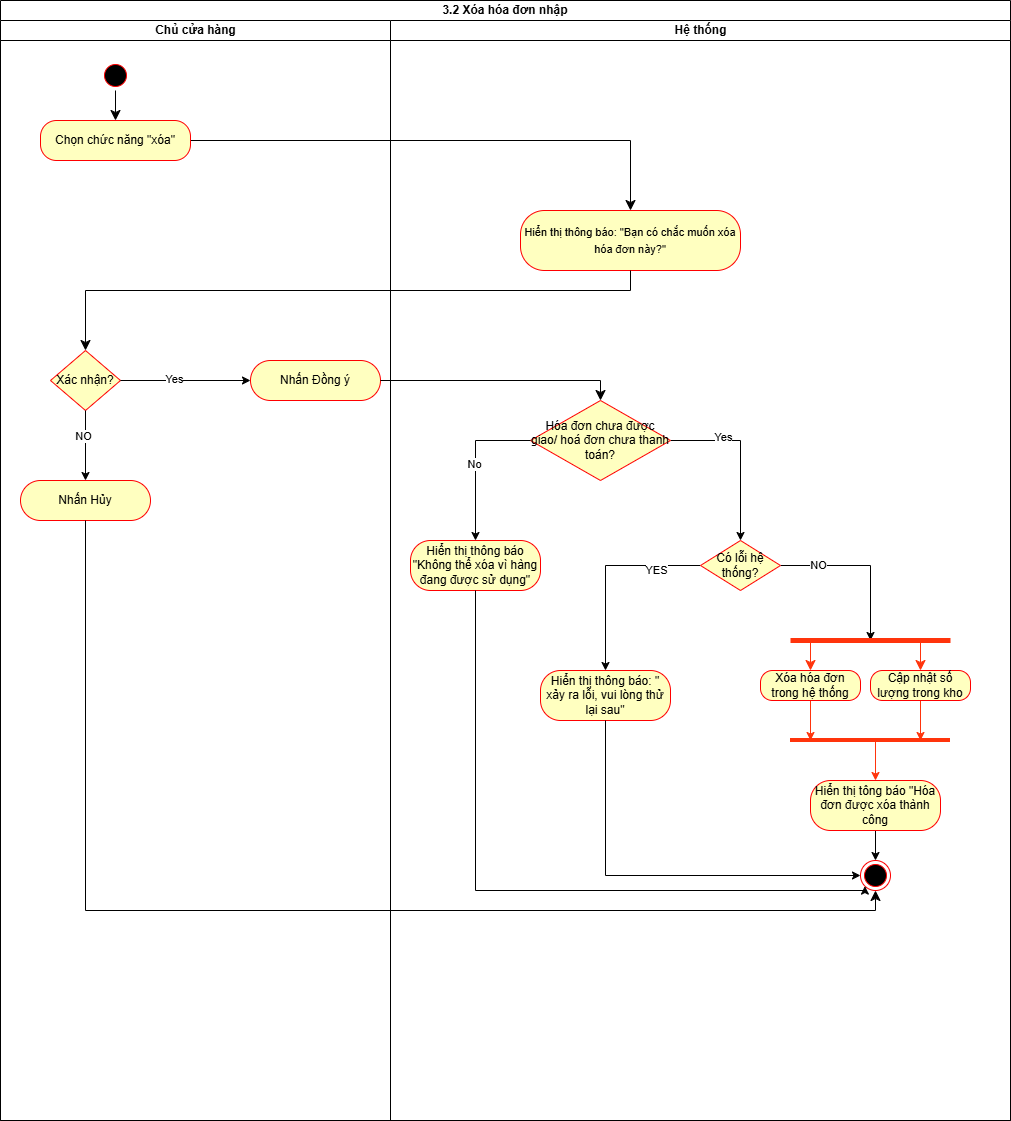 3.2 Xóa hóa đơn nhập
Chủ cửa hàng
Hệ thống
Chọn chức năng "xóa"
Hiển thị thông báo: "Bạn có chắc muốn xóa
hóa đơn này?"
Xác nhận?
Yes
Nhấn Đồng ý
NO
Nhấn Hủy
Hóa đơn chưa được
giao/ hoá đơn chưa thanh
toán?
No
Yes
Hiển thị thông báo
"Không thể xóa vì hàng
đang được sử dụng"
Có lỗi hệ
thống?
YES
NO
Hiển thị thông báo: "
xảy ra lỗi, vui lòng thử
lại sau"
Xóa hóa đơn
trong hệ thống
Cập nhật số
lượng trong kho
Hiển thị tông báo "Hóa
đơn được xóa thành
công